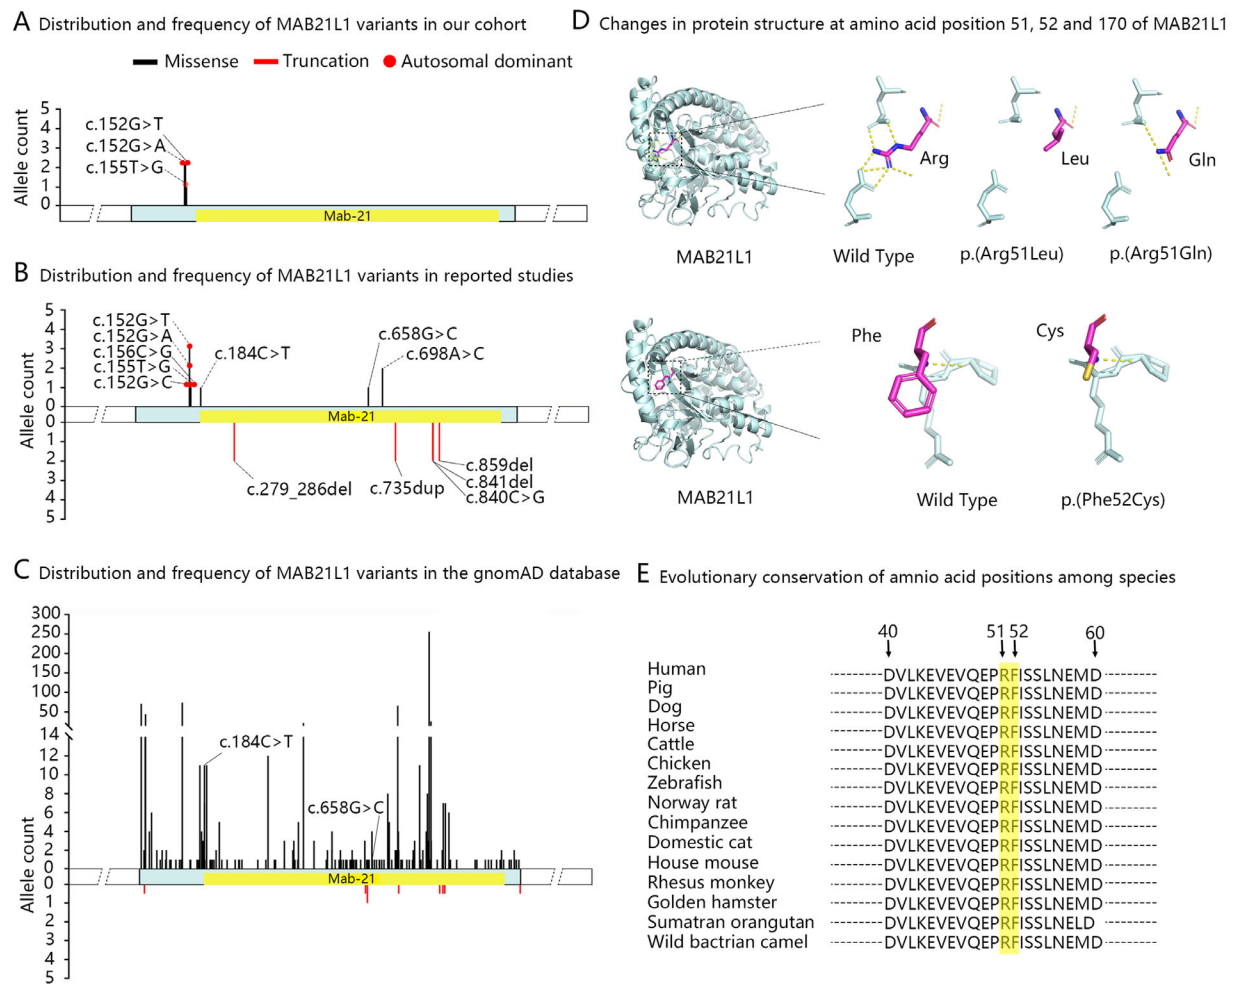 A Distribution and frequency of MAB21L1 variants in our cohort
Missense Truncation Autosomal dominant
Allele count
5
4
3
2
1
0
c.152G>T
c.152G>A
c.155T>G
Mab-21
B Distribution and frequency of MAB21L1 variants in reported studies
Allele count
5
4
3
2
1
0
c.152G>T
c.152G>A
c.156C>G
c.155T>G
c.152G>C
c.184C>T
c.658G>C
c.698A>C
Mab-21
Allele count
0
1
2
3
4
5
c.279_286del
c.735dup
c.859del
c.841del
c.840C>G
C Distribution and frequency of MAB21L1 variants in the gnomAD database
Allele count
300
250
200
150
100
50
14
12
10
8
6
4
2
0
c.184C>T
c.658G>C
Mab-21
0
1
2
3
4
5
D Changes in protein structure at amino acid position 51, 52 and 170 of MAB21L1
Arg
Leu
Gln
MAB21L1
Wild Type
p.(Arg51Leu)
p.(Arg51Gln)
Phe
Cys
MAB21L1
Wild Type
p.(Phe52Cys)
E Evolutionary conservation of amnio acid positions among species
40 51 52 60
Human DVLKEVEVQEPRFISSLNEMD
Pig DVLKEVEVQEPRFISSLNEMD
Dog DVLKEVEVQEPRFISSLNEMD
Horse DVLKEVEVQEPRFISSLNEMD
Cattle DVLKEVEVQEPRFISSLNEMD
Chicken DVLKEVEVQEPRFISSLNEMD
Zebrafish DVLKEVEVQEPRFISSLNEMD
Norway rat DVLKEVEVQEPRFISSLNEMD
Chimpanzee DVLKEVEVQEPRFISSLNEMD
Domestic cat DVLKEVEVQEPRFISSLNEMD
House mouse DVLKEVEVQEPRFISSLNEMD
Rhesus monkey DVLKEVEVQEPRFISSLNEMD
Golden hamster DVLKEVEVQEPRFISSLNEMD
Sumatran orangutan DVLKEVEVQEPRFISSLNELD
Wild bactrian camel DVLKEVEVQEPRFISSLNEMD